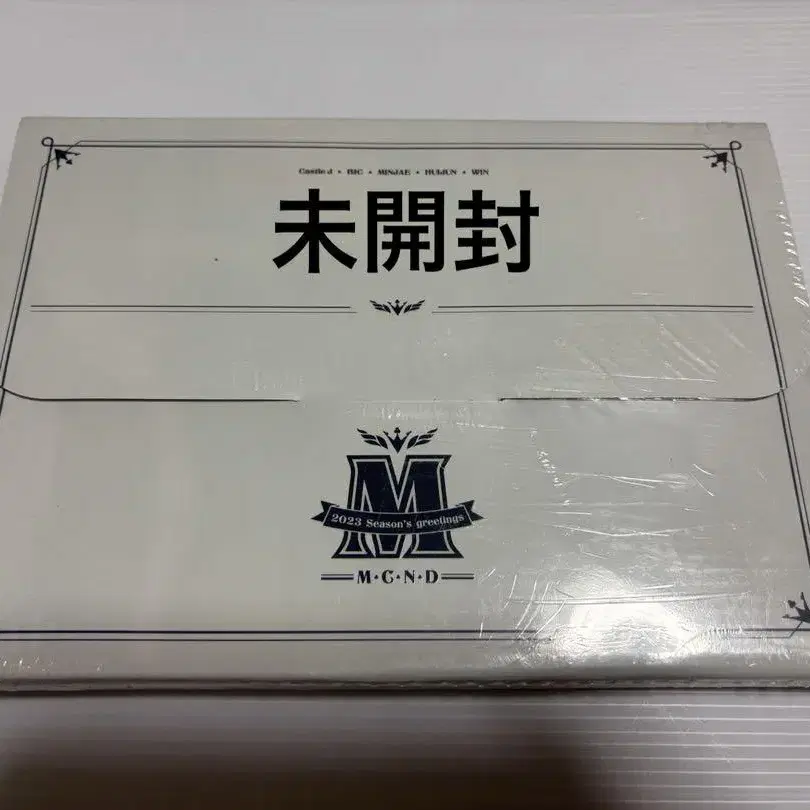 Castle J • BIC • MINJAE • HUIJUN • WIN
未開封
M
2023 Season's greetings
M•C•N•D